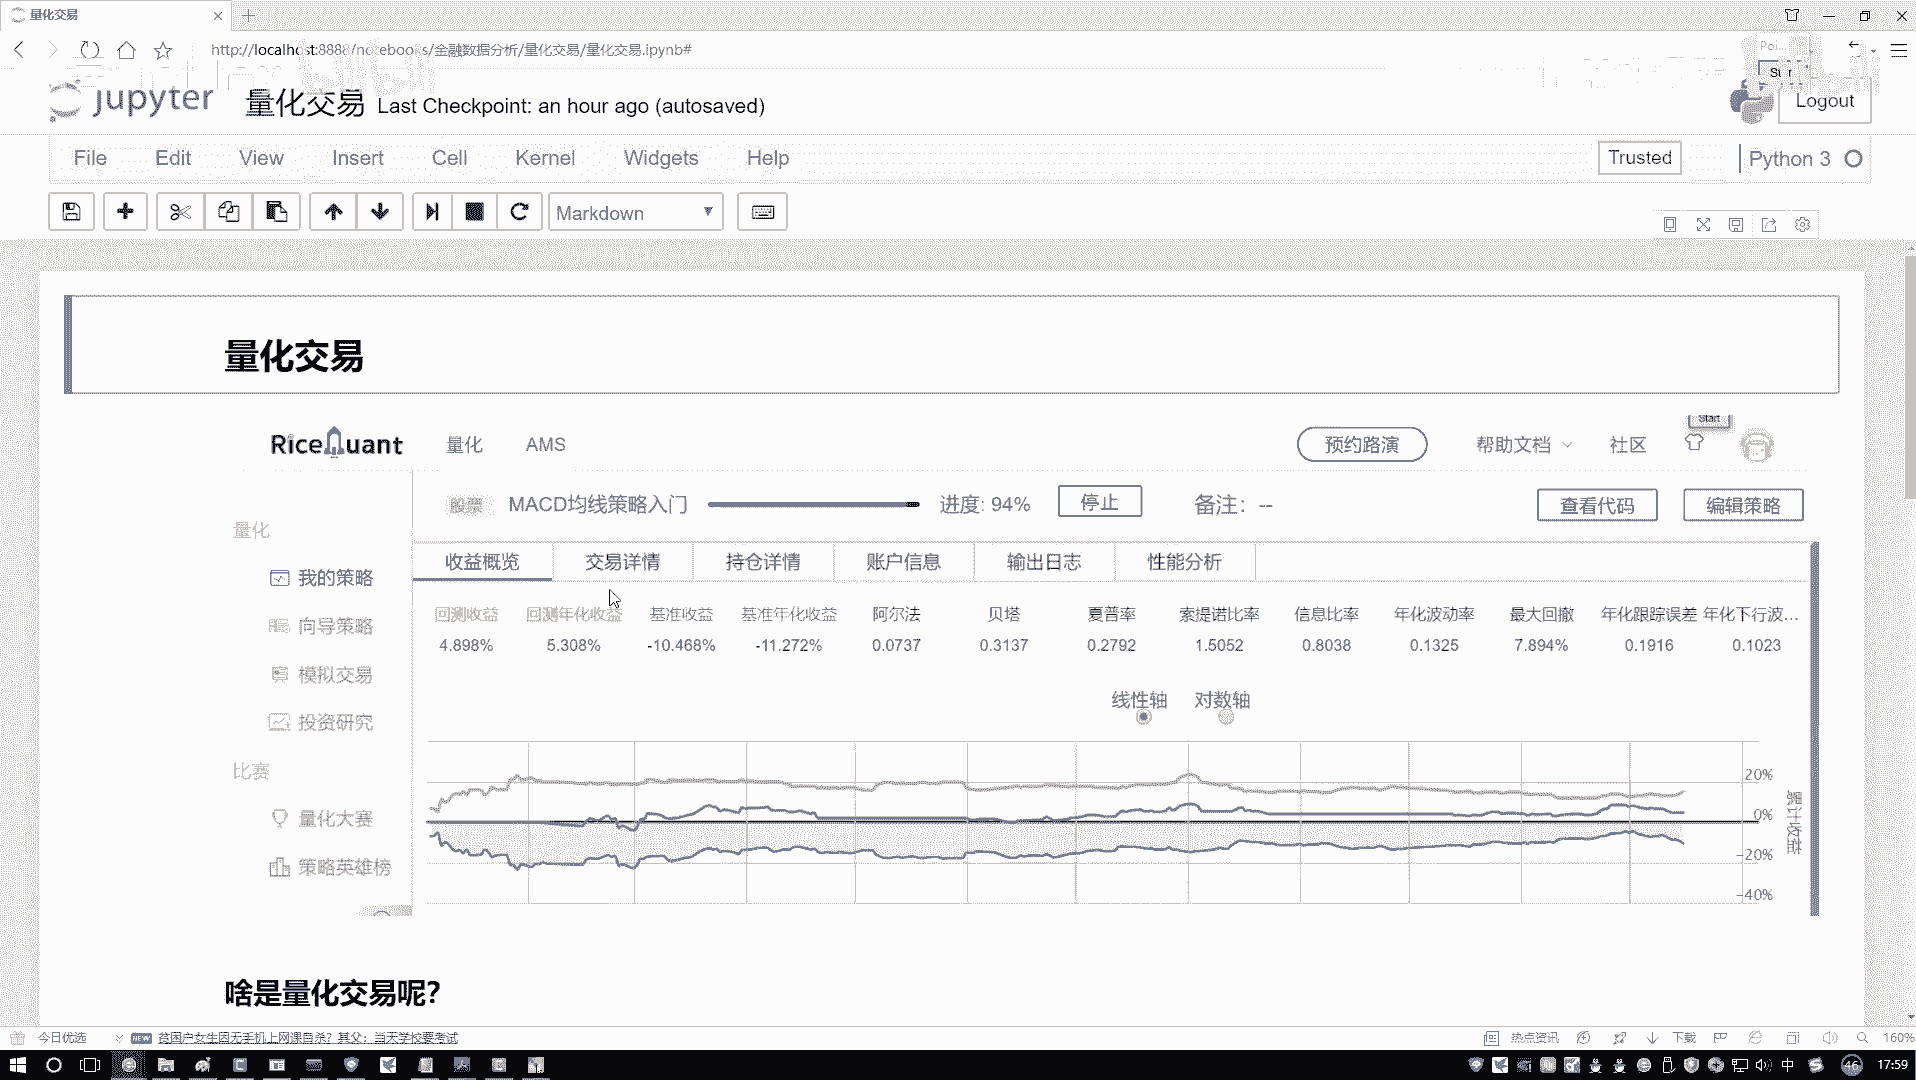 量化交易
http://localhost:8888/notebooks/金融数据分析/量化交易/量化交易.ipynb#
Poi...
jupyter 量化交易 Last Checkpoint: an hour ago (autosaved)
Logout
File Edit View Insert Cell Kernel Widgets Help
Trusted
Python 3
Markdown
量化交易
RiceQuant 量化 AMS 预约路演 帮助文档 社区
Start
股票 MACD均线策略入门 进度: 94% 停止 备注: -- 查看代码 编辑策略
量化
我的策略
向导策略
模拟交易
投资研究
比赛
量化大赛
策略英雄榜
收益概览 交易详情 持仓详情 账户信息 输出日志 性能分析
回测收益 回测年化收益 基准收益 基准年化收益 阿尔法 贝塔 夏普率 索提诺比率 信息比率 年化波动率 最大回撤 年化跟踪误差 年化下行波...
4.898% 5.308% -10.468% -11.272% 0.0737 0.3137 0.2792 1.5052 0.8038 0.1325 7.894% 0.1916 0.1023
线性轴 对数轴
20%
0%
-20%
-40%
累计收益
啥是量化交易呢?
今日优选 NEW 贫困户女生因无手机上网课自杀? 其父: 当天学校要考试
热点资讯 下载 160%
中 46 17:59